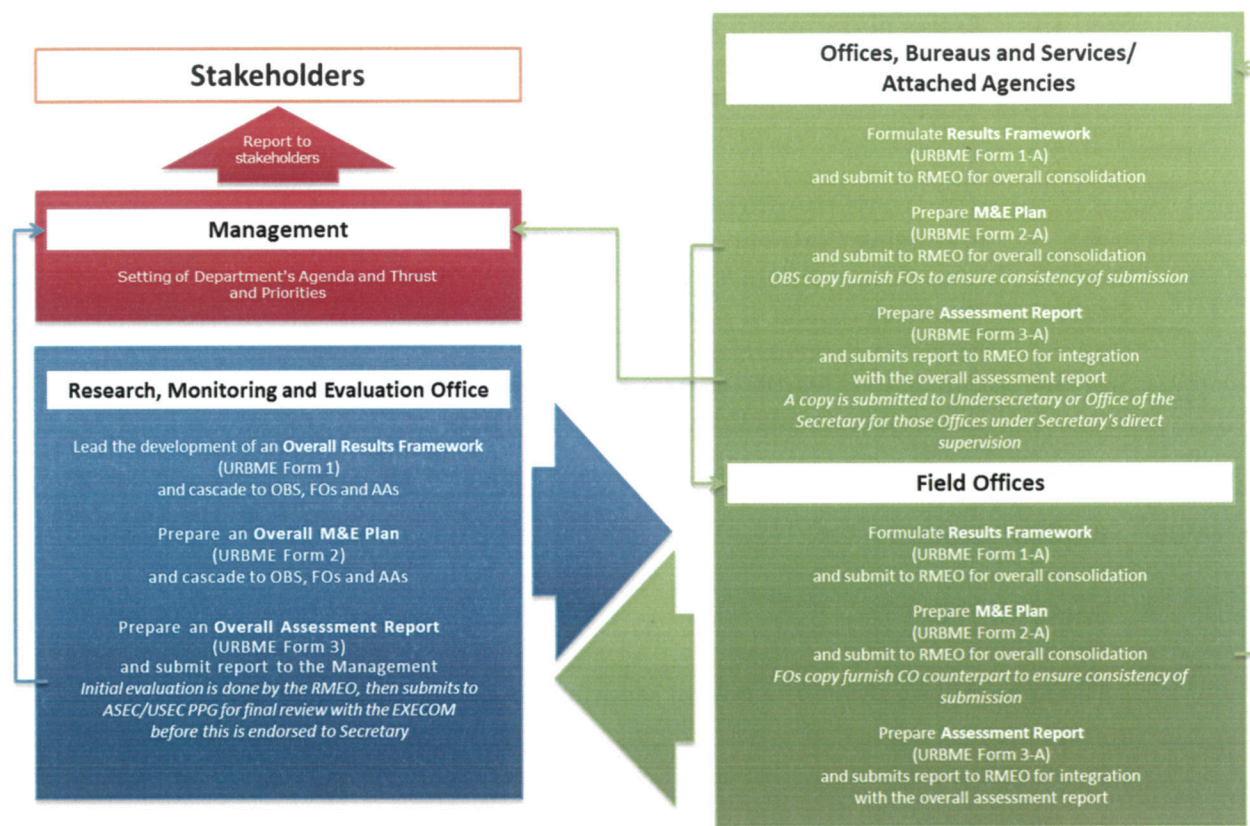 Stakeholders
Report to
stakeholders
Management
Setting of Department's Agenda and Thrust
and Priorities
Research, Monitoring and Evaluation Office
Lead the development of an Overall Results Framework
(URBME Form 1)
and cascade to OBS, FOs and AAs
Prepare an Overall M&E Plan
(URBME Form 2)
and cascade to OBS, FOs and AAs
Prepare an Overall Assessment Report
(URBME Form 3)
and submit report to the Management
Initial evaluation is done by the RMEO, then submits to
ASEC/USEC PPG for final review with the EXECOM
before this is endorsed to Secretary
Offices, Bureaus and Services/
Attached Agencies
Formulate Results Framework
(URBME Form 1-A)
and submit to RMEO for overall consolidation
Prepare M&E Plan
(URBME Form 2-A)
and submit to RMEO for overall consolidation
OBS copy furnish FOs to ensure consistency of submission
Prepare Assessment Report
(URBME Form 3-A)
and submits report to RMEO for integration
with the overall assessment report
A copy is submitted to Undersecretary or Office of the
Secretary for those Offices under Secretary's direct
supervision
Field Offices
Formulate Results Framework
(URBME Form 1-A)
and submit to RMEO for overall consolidation
Prepare M&E Plan
(URBME Form 2-A)
and submit to RMEO for overall consolidation
FOs copy furnish CO counterpart to ensure consistency of
submission
Prepare Assessment Report
(URBME Form 3-A)
and submits report to RMEO for integration
with the overall assessment report